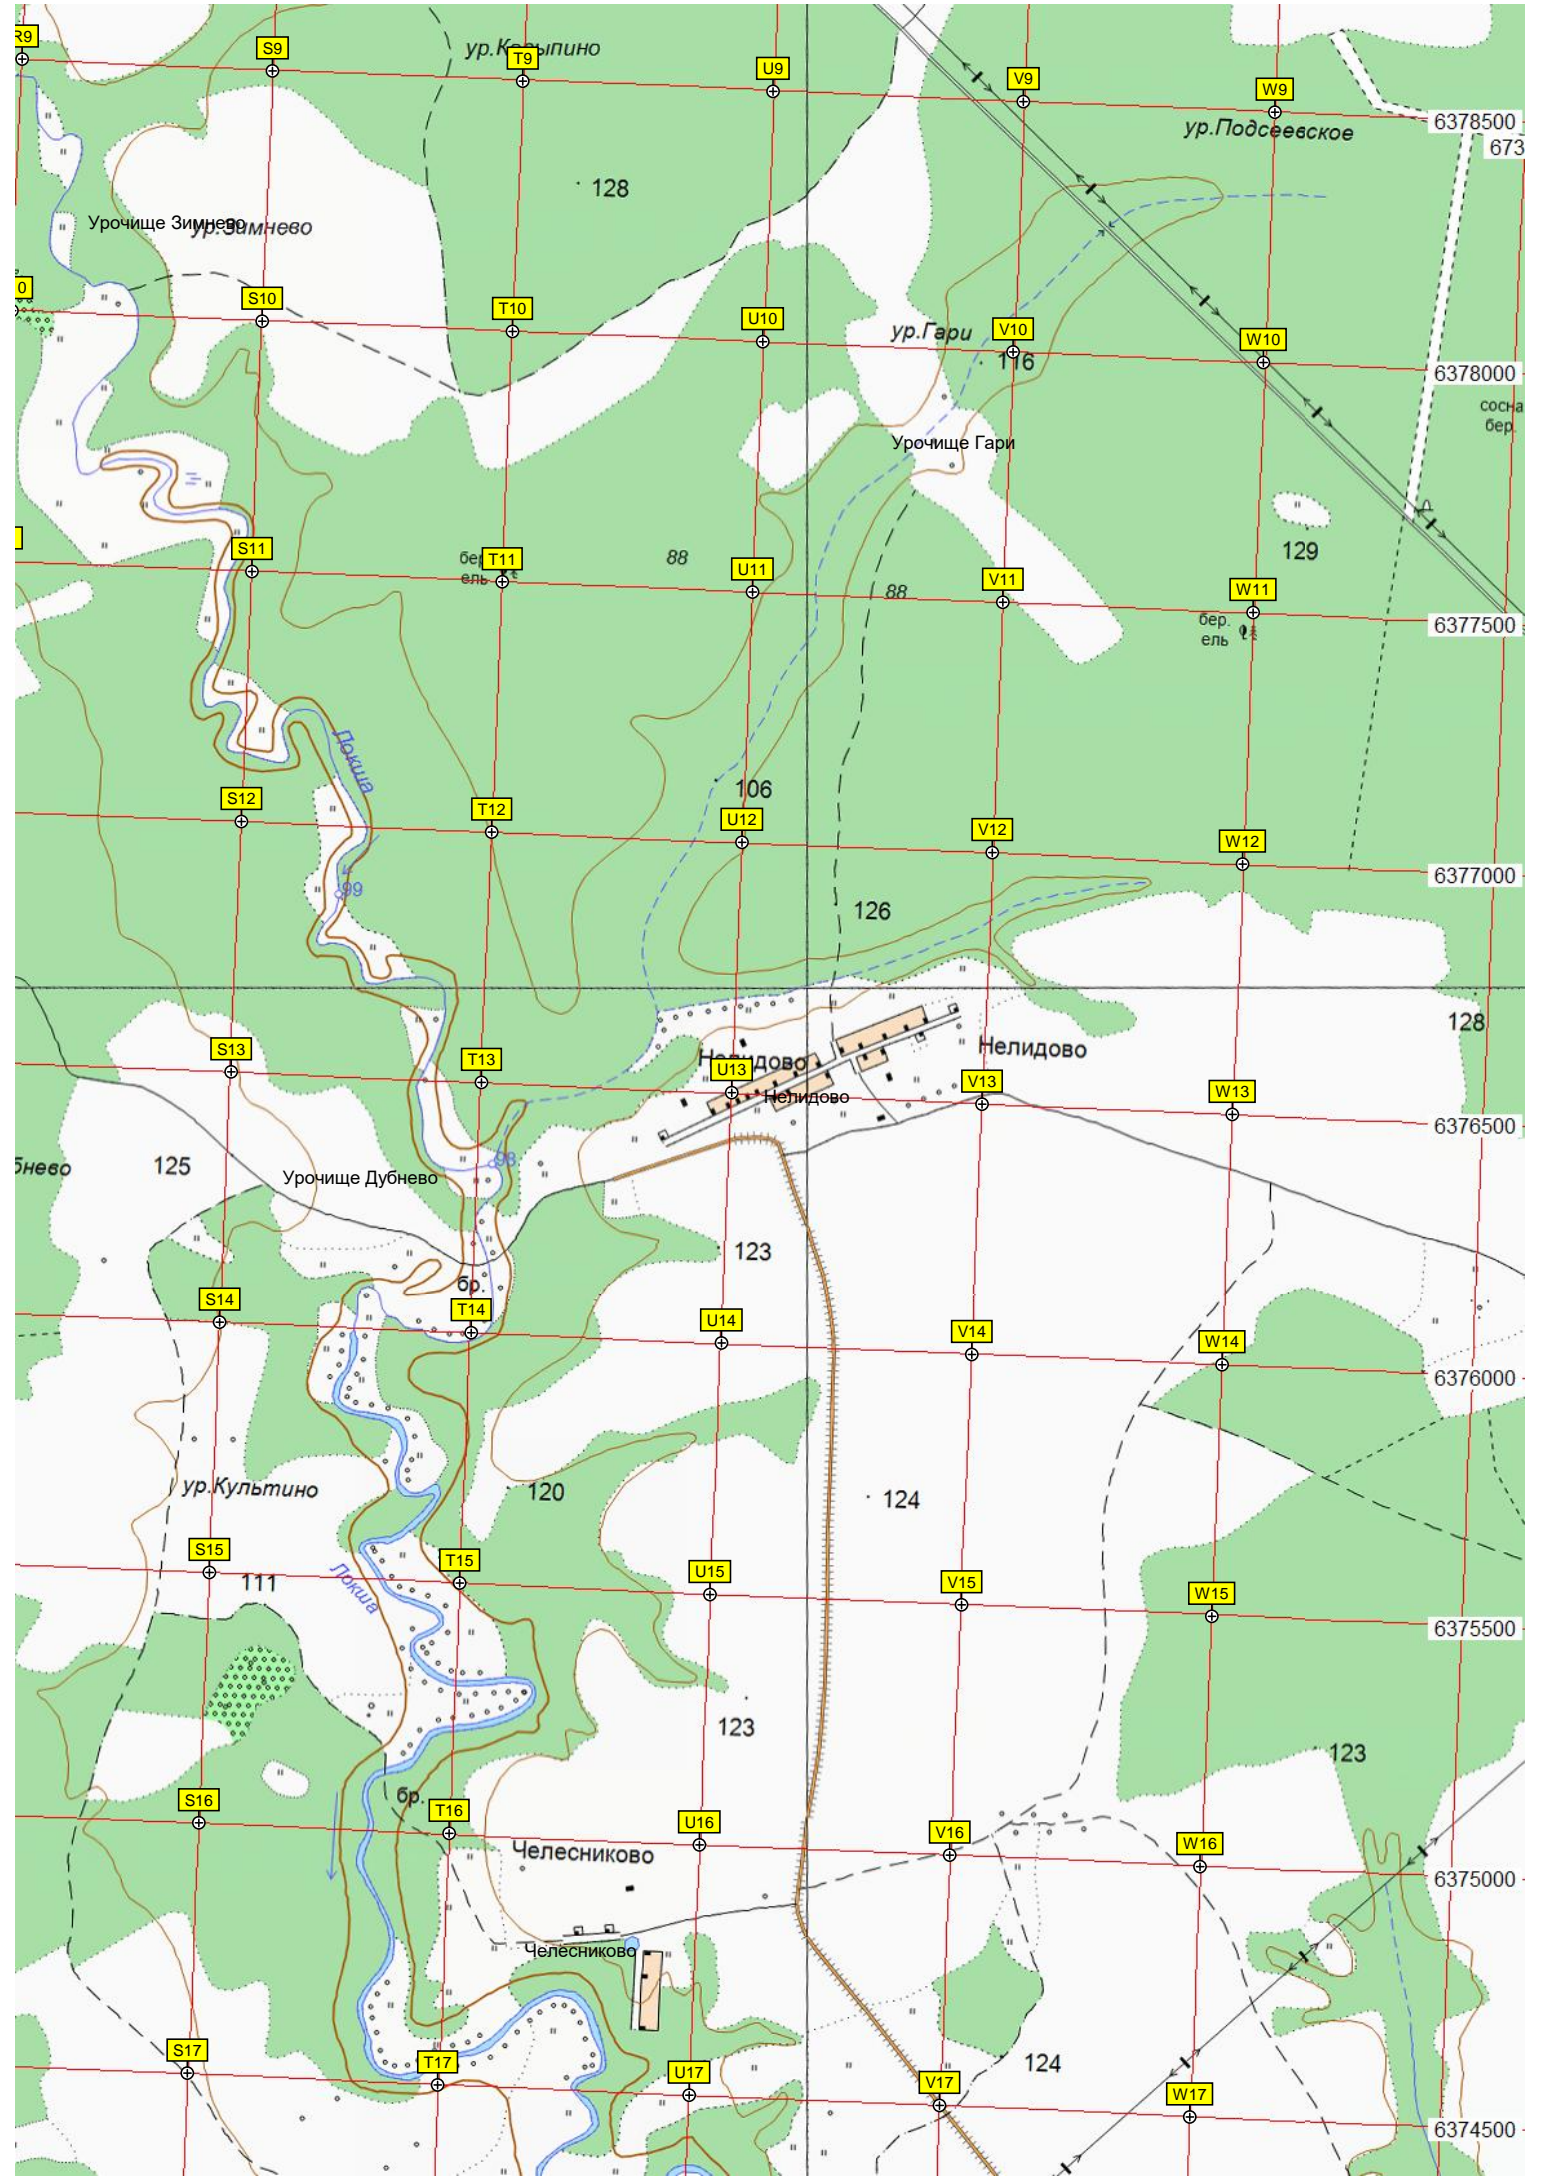 R9
S9
ур.Козыпино
T9
U9
V9
W9
6378500
ур.Подсеевское
673
128
Урочище Зимнево
ур.Зимнево
0
S10
T10
U10
ур.Гари
V10
116
W10
6378000
сосна
бер.
Урочище Гари
S11
бер.
ель
T11
88
U11
88
V11
129
W11
бер.
ель
6377500
Локша
106
S12
T12
U12
V12
W12
6377000
99
126
128
S13
T13
Нелидово
U13
Нелидово
Нелидово
V13
W13
6376500
бнево
125
Урочище Дубнево
98
123
бр.
S14
T14
U14
V14
W14
6376000
ур.Культино
120
124
S15
111
Локша
T15
U15
V15
W15
6375500
123
123
бр.
S16
T16
U16
V16
W16
Челесниково
6375000
Челесниково
S17
T17
U17
V17
124
W17
6374500